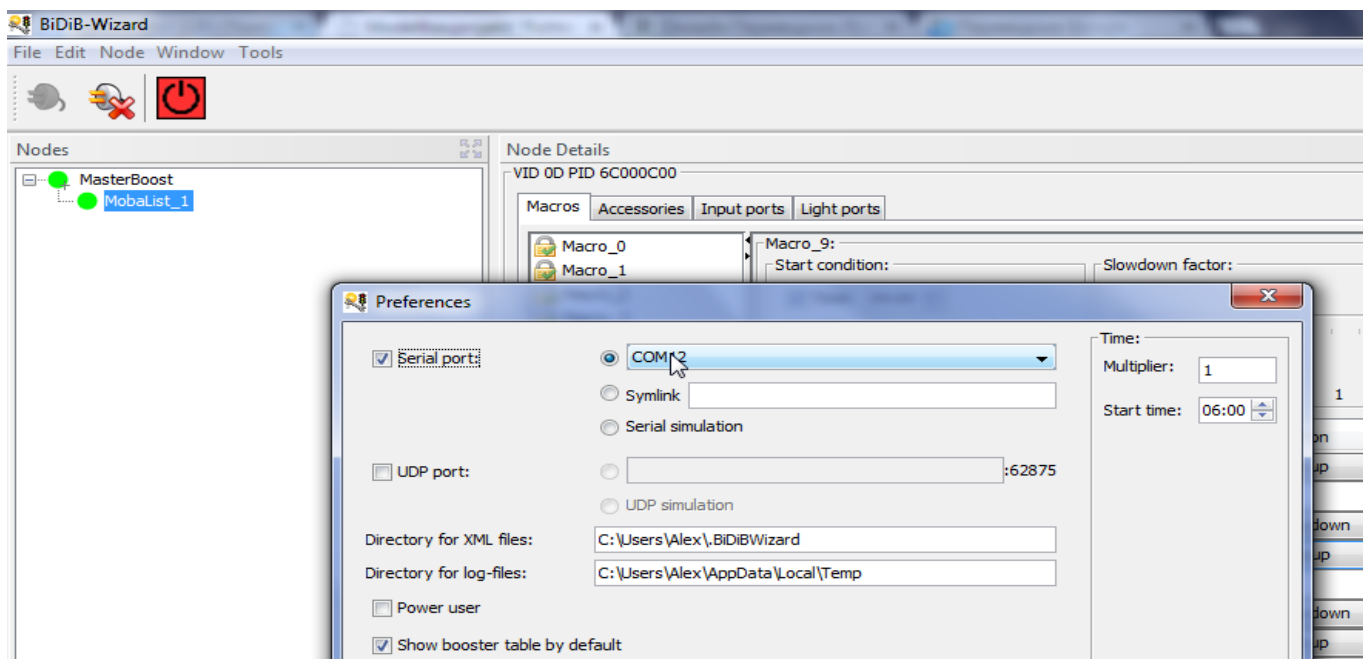 BiDiB-Wizard
File Edit Node Window Tools
Nodes
MasterBoost
MobaList_1
Node Details
VID 0D PID 6C000C00
Macros Accessories Input ports Light ports
Macro_0
Macro_1
Macro_9:
Start condition:
Slowdown factor:
Preferences
Serial port:
Symlink
Serial simulation
UDP port:
:62875
UDP simulation
Directory for XML files:
C:\Users\Alex\.BiDiBWizard
Directory for log-files:
C:\Users\Alex\AppData\Local\Temp
Power user
Show booster table by default
Time:
Multiplier:
1
Start time:
06:00
1